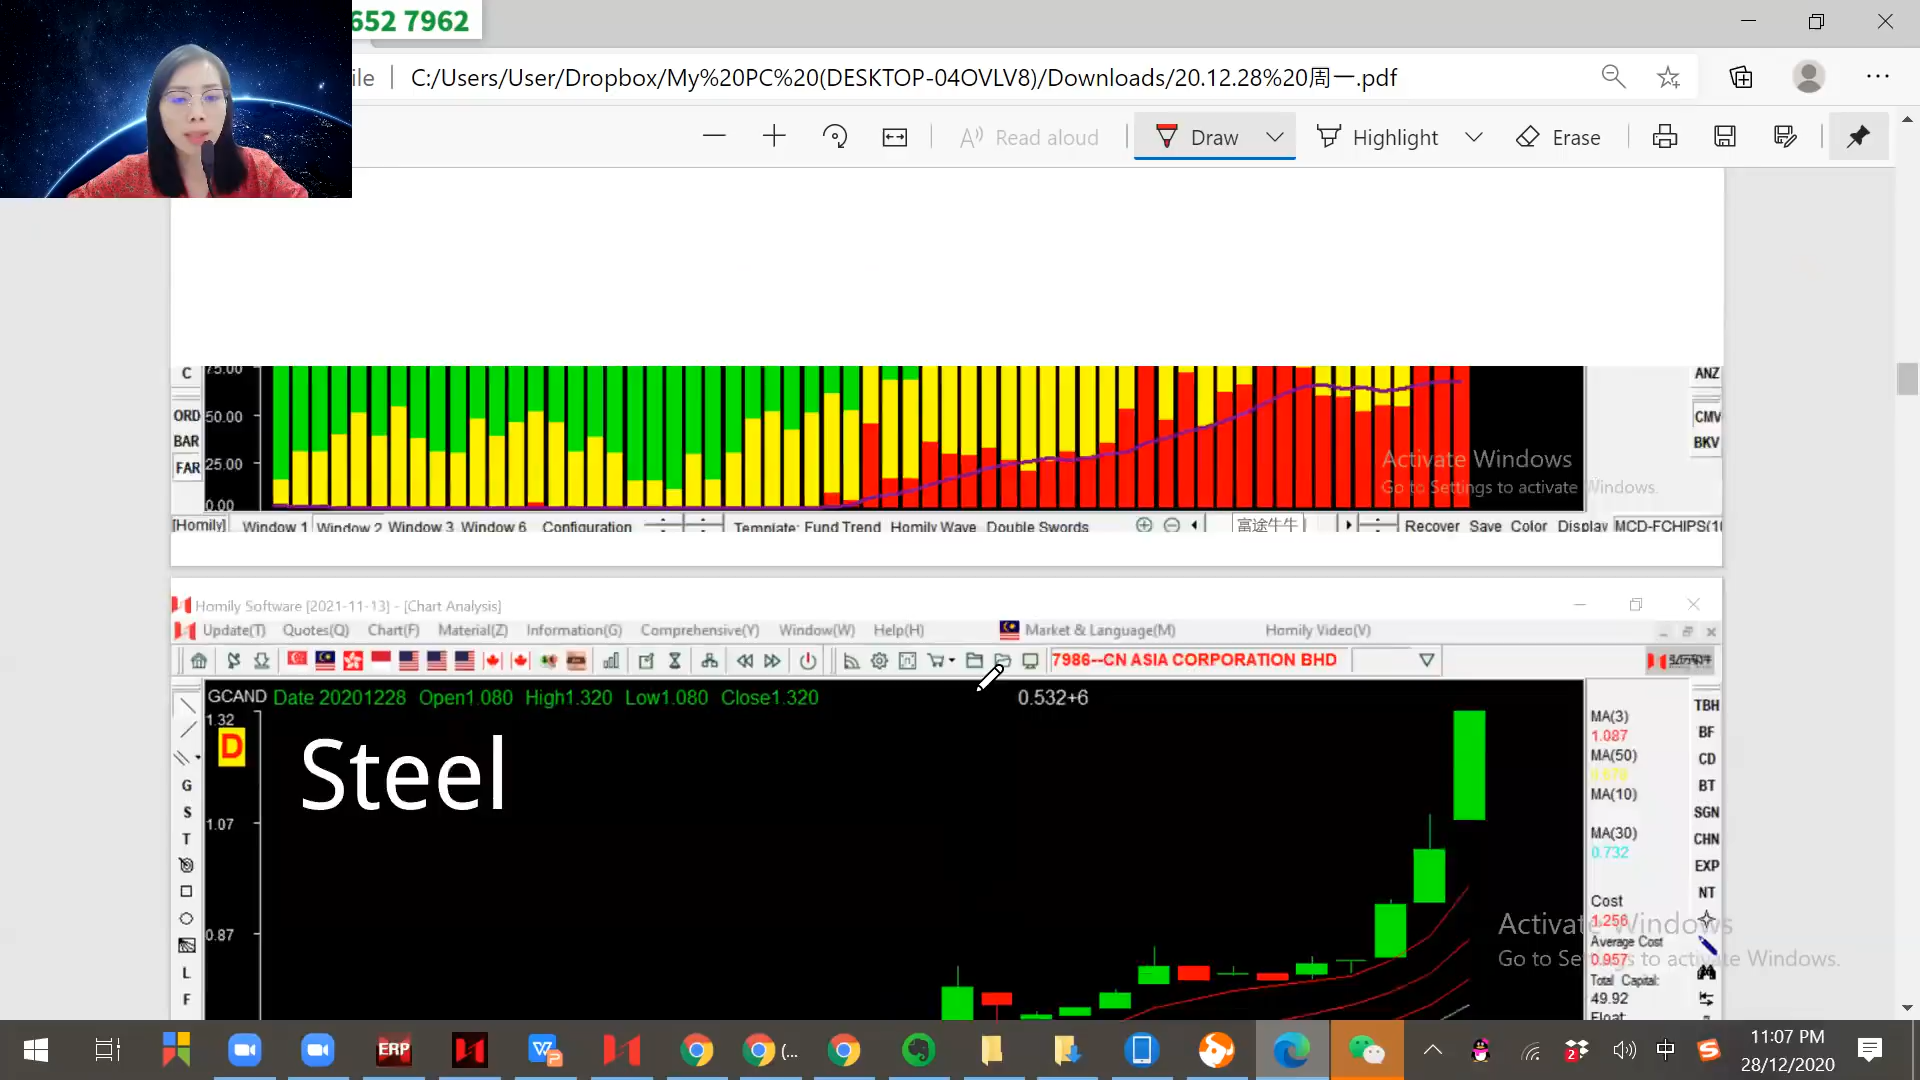 652 7962
ile | C:/Users/User/Dropbox/My%20PC%20(DESKTOP-04OVLV8)/Downloads/20.12.28%20周一.pdf
Read aloud Draw Highlight Erase
C 75.00 ANZ
ORD 50.00 CMV
BAR BKV
FAR 25.00
0.00
Activate Windows
Go to Settings to activate Windows.
[Homily] Window 1 Window 2 Window 3 Window 6 Configuration Template: Fund Trend Homily Wave Double Swords 富途牛牛 Recover Save Color Display MCD-FCHIPS(1
Homily Software [2021-11-13] - [Chart Analysis]
Update(T) Quotes(Q) Chart(F) Material(Z) Information(G) Comprehensive(Y) Window(W) Help(H) Market & Language(M) Homily Video(V)
7986--CN ASIA CORPORATION BHD
GCAND Date 20201228 Open1.080 High1.320 Low1.080 Close1.320 0.532+6
1.32
D
Steel
1.07
0.87
G
S
T
L
F
MA(3)
1.087
MA(50)
MA(10)
MA(30)
0.732
Cost
1.256
Average Cost
0.957
Total Capital:
49.92
Float:
TBH
BF
CD
BT
SGN
CHN
EXP
NT
Activate Windows
Go to Settings to activate Windows.
ERP
(...
2
中
11:07 PM
28/12/2020